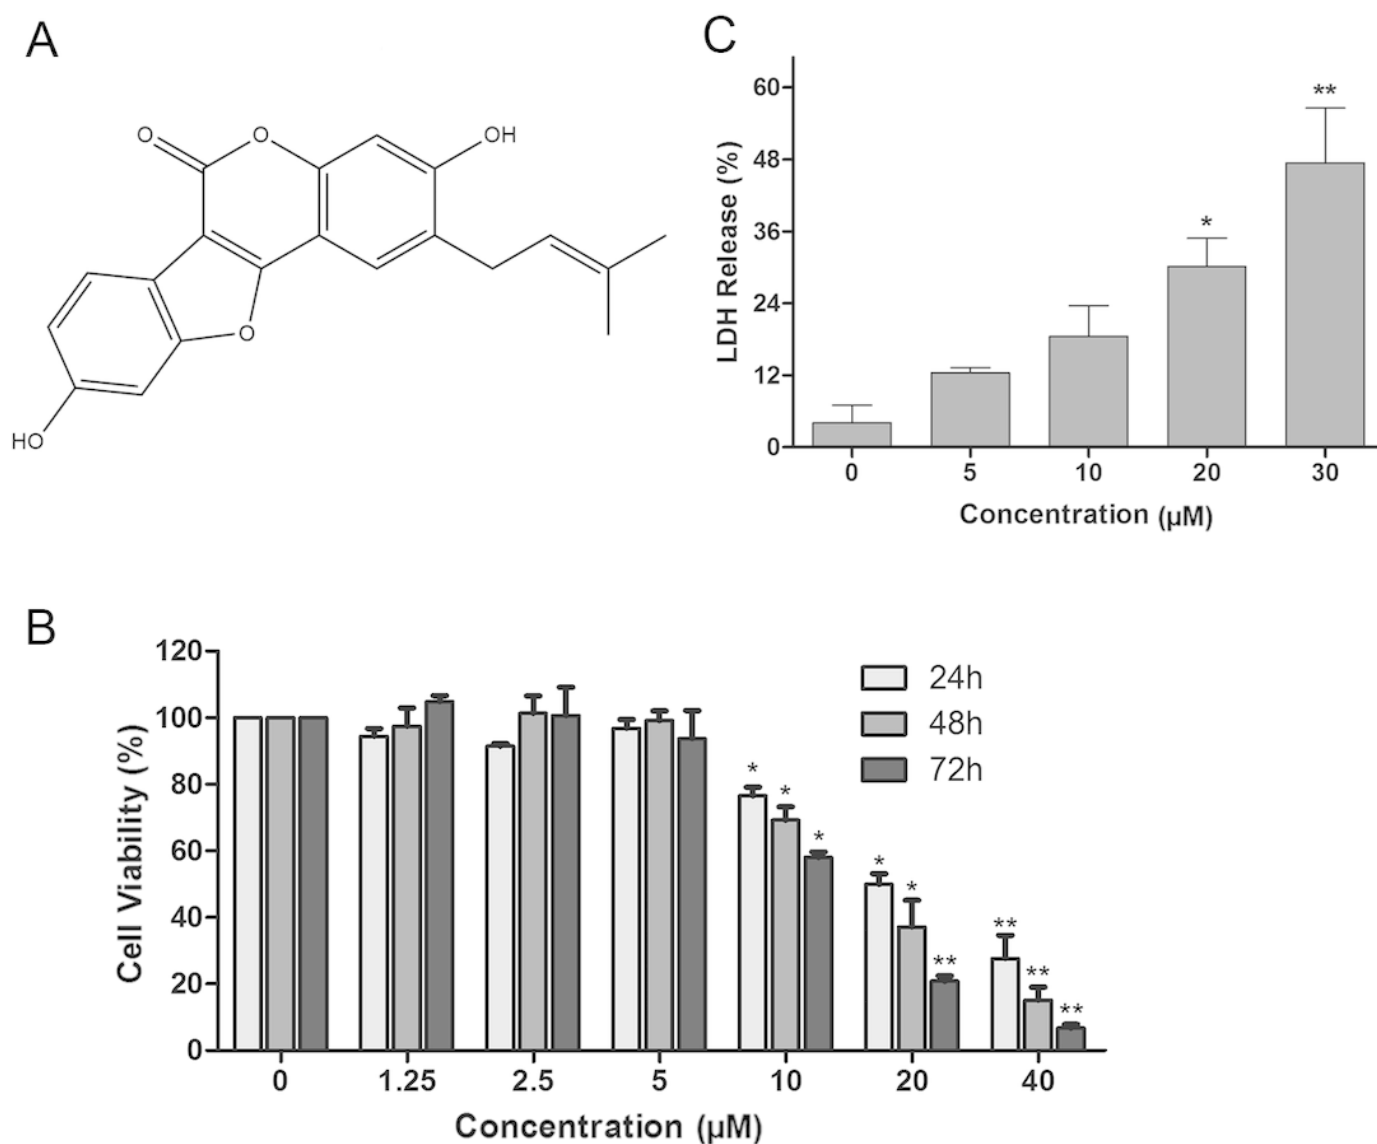 A
O
O
OH
O
HO
C
LDH Release (%)
60
48
36
24
12
0
*
**
0 5 10 20 30
Concentration (µM)
B
Cell Viability (%)
120
100
80
60
40
20
0
24h
48h
72h
* * *
* * **
** ** **
0 1.25 2.5 5 10 20 40
Concentration (µM)